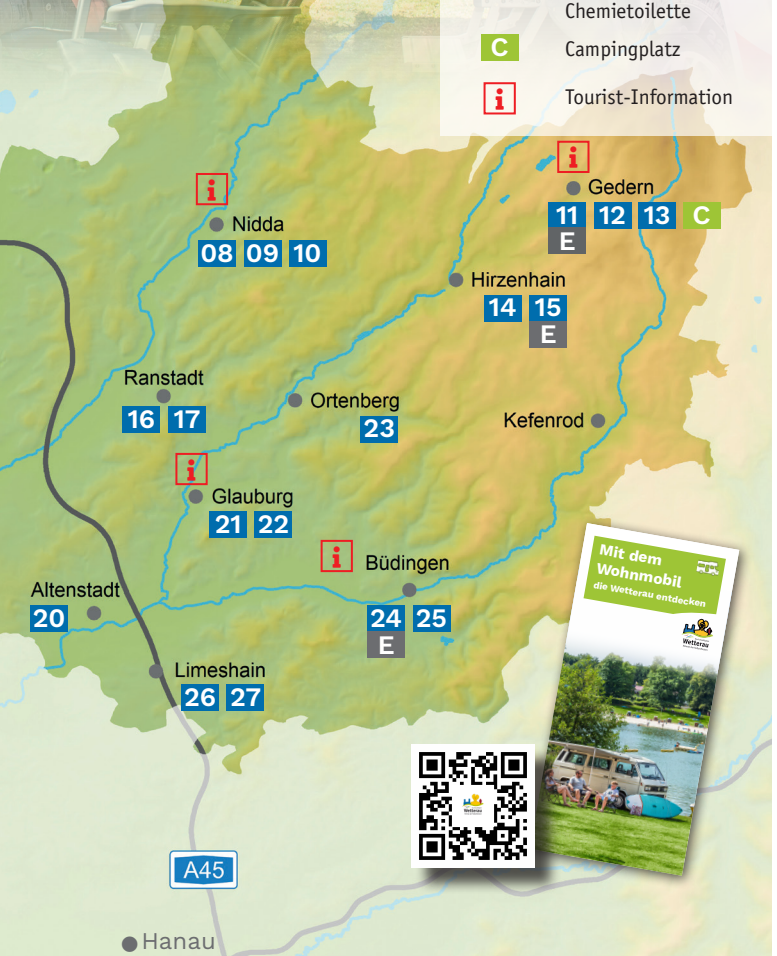 Chemietoilette
C Campingplatz
i Tourist-Information
i
Gedern
11 12 13 C
E
i
Nidda
08 09 10
Hirzenhain
14 15
E
Ranstadt
16 17
Ortenberg
23
Kefenrod
i
Glauburg
21 22
i Büdingen
24 25
E
Altenstadt
20
Limeshain
26 27
Mit dem
Wohnmobil
die Wetterau entdecken
Wetterau
Wetterau
A45
Hanau